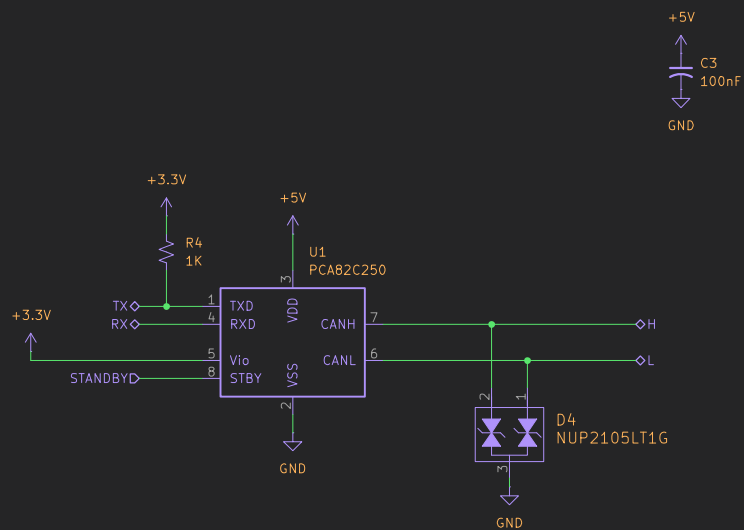 +5V
C3
100nF
GND
+3.3V
+5V
R4
1K
U1
PCA82C250
3
TX
1
TXD
VDD
RX
4
RXD
CANH
7
H
+3.3V
5
Vio
CANL
6
L
STANDBY
8
STBY
VSS
2
2
1
D4
NUP2105LT1G
GND
3
GND